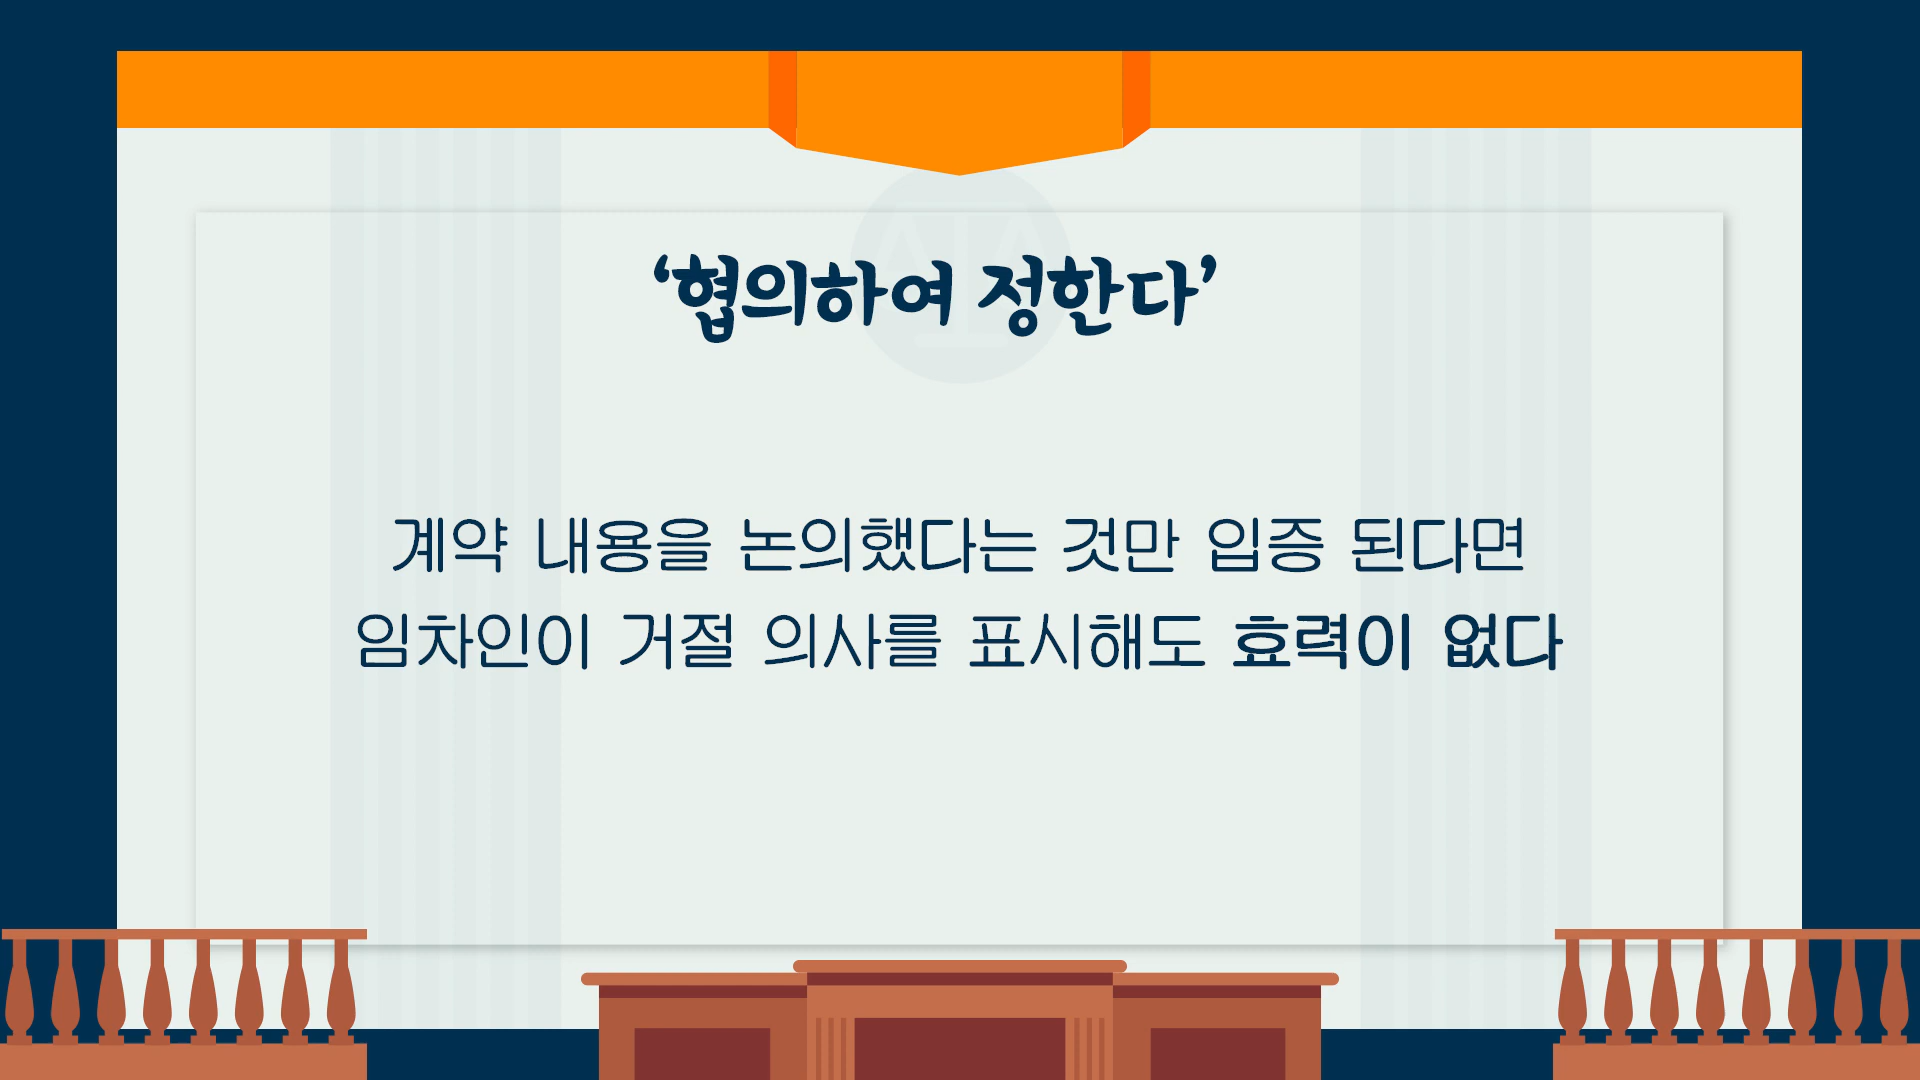 ‘협의하여 정한다’
계약 내용을 논의했다는 것만 입증 된다면
임차인이 거절 의사를 표시해도 효력이 없다